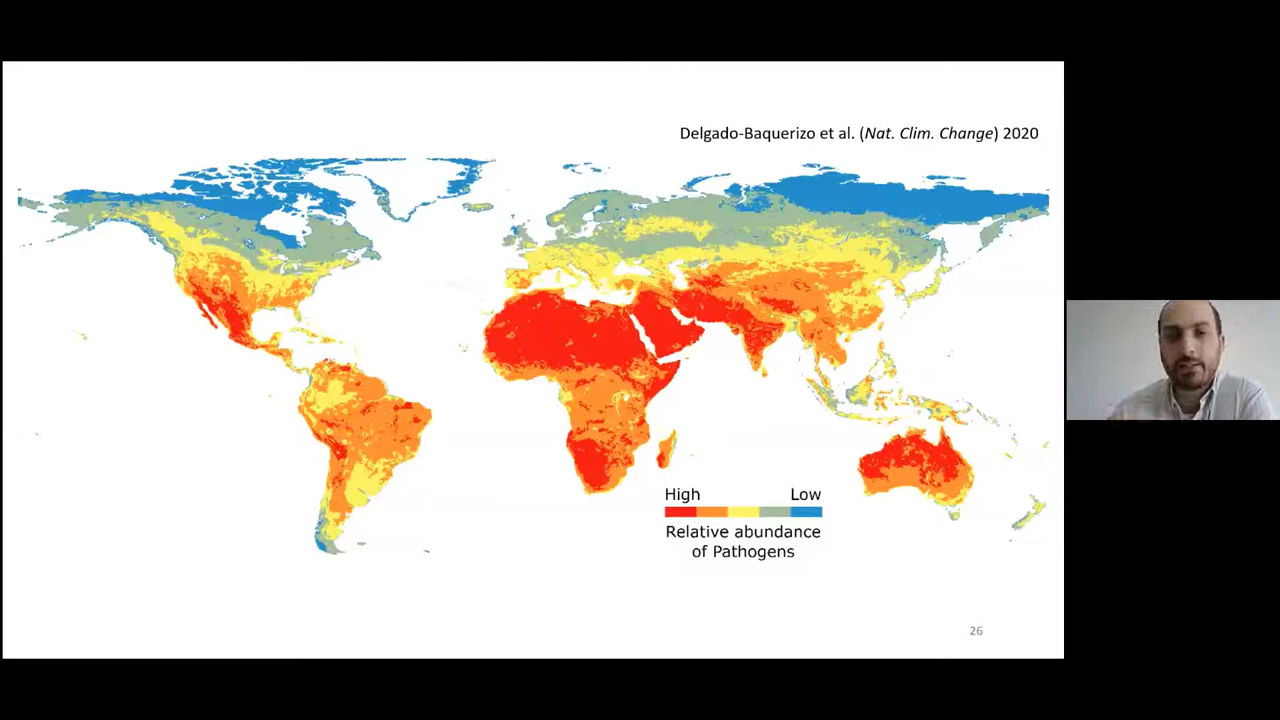 Delgado-Baquerizo et al. (Nat. Clim. Change) 2020
High Low
Relative abundance
of Pathogens
26